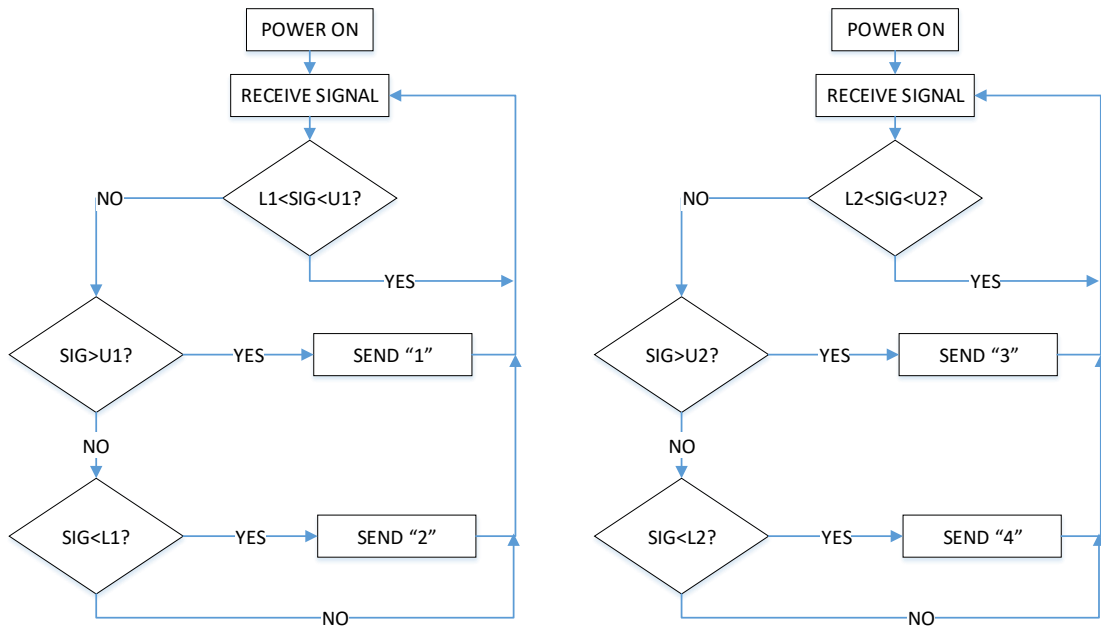 POWER ON
RECEIVE SIGNAL
L1<SIG<U1?
NO
YES
SIG>U1?
YES
SEND “1”
NO
SIG<L1?
YES
SEND “2”
NO
POWER ON
RECEIVE SIGNAL
L2<SIG<U2?
NO
YES
SIG>U2?
YES
SEND “3”
NO
SIG<L2?
YES
SEND “4”
NO